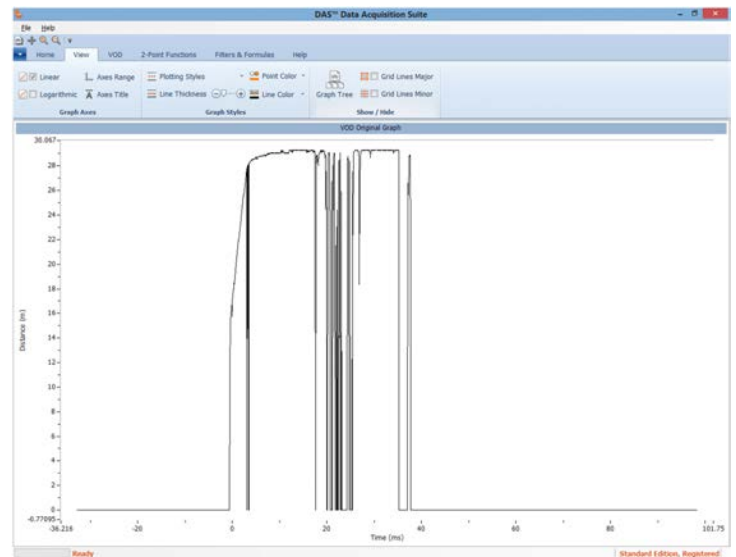 DAS™ Data Acquisition Suite
File Help
Home View VOD 2-Point Functions Filters & Formulas Help
Linear Axes Range Plotting Styles Point Color Graph Tree Grid Lines Major
Logarithmic Axes Title Line Thickness Line Color Grid Lines Minor
Graph Axes Graph Styles Show / Hide
VOD Original Graph
30.067
28
26
24
22
20
18
16
14
12
10
8
6
4
2
0
-0.77095
Distance (m)
-36.216 -20 0 20 40 60 80 101.75
Time (ms)
Ready Standard Edition, Registered